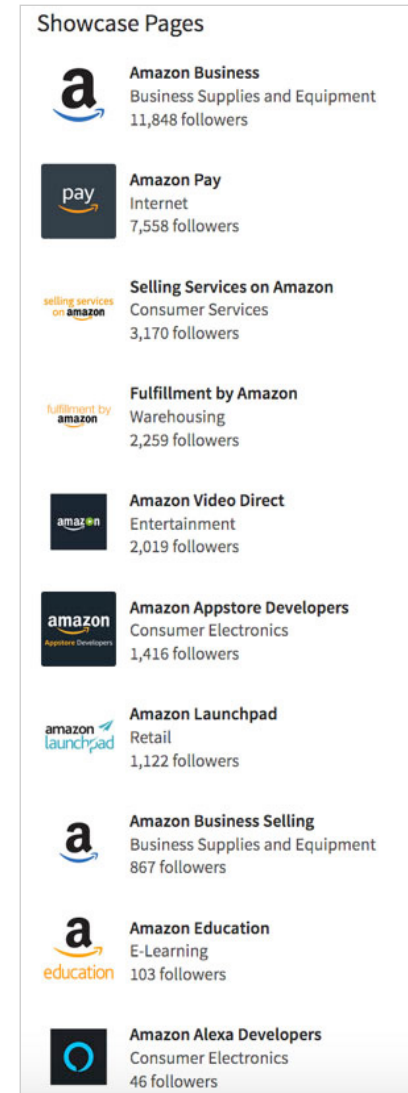 Showcase Pages
a
Amazon Business
Business Supplies and Equipment
11,848 followers
pay
Amazon Pay
Internet
7,558 followers
selling services
on amazon
Selling Services on Amazon
Consumer Services
3,170 followers
fulfillment by
amazon
Fulfillment by Amazon
Warehousing
2,259 followers
amazon
Amazon Video Direct
Entertainment
2,019 followers
amazon
Appstore Developers
Amazon Appstore Developers
Consumer Electronics
1,416 followers
amazon
launchpad
Amazon Launchpad
Retail
1,122 followers
a
Amazon Business Selling
Business Supplies and Equipment
867 followers
a
education
Amazon Education
E-Learning
103 followers
Amazon Alexa Developers
Consumer Electronics
46 followers